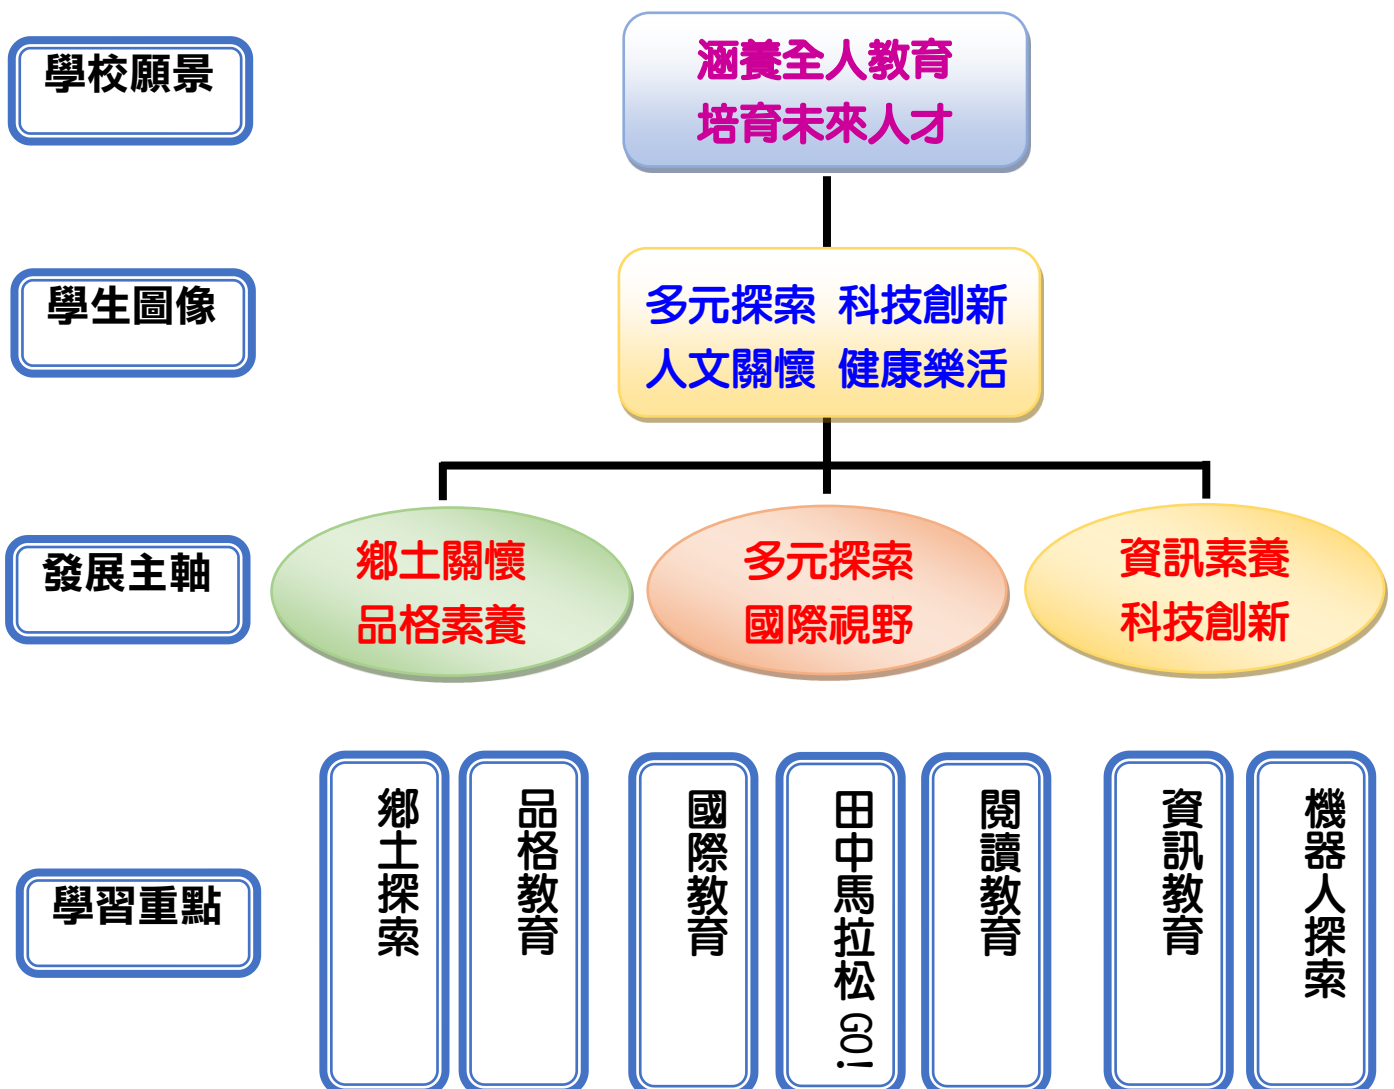 學校願景
涵養全人教育
培育未來人才
學生圖像
多元探索 科技創新
人文關懷 健康樂活
發展主軸
鄉土關懷
品格素養
多元探索
國際視野
資訊素養
科技創新
學習重點
鄉土探索
品格教育
國際教育
田中馬拉松 GO!
閱讀教育
資訊教育
機器人探索